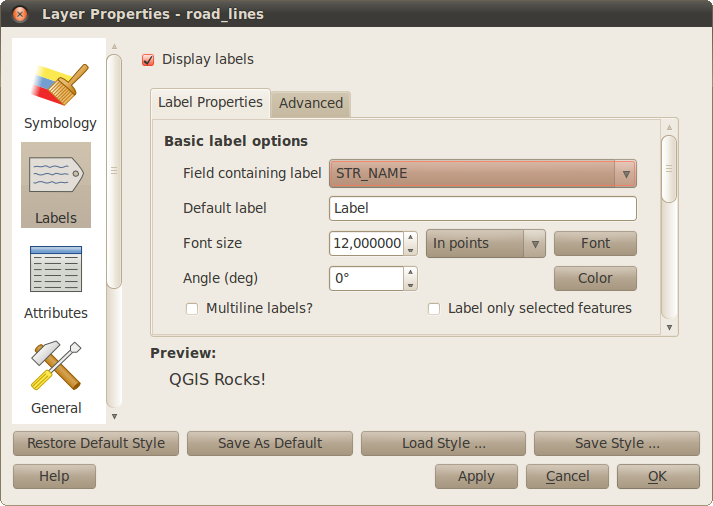 Layer Properties - road_lines
Symbology
Labels
Attributes
General
Display labels
Label Properties
Advanced
Basic label options
Field containing label STR_NAME
Default label Label
Font size 12,000000 In points Font
Angle (deg) 0° Color
Multiline labels? Label only selected features
Preview:
QGIS Rocks!
Restore Default Style Save As Default Load Style ... Save Style ...
Help Apply Cancel OK